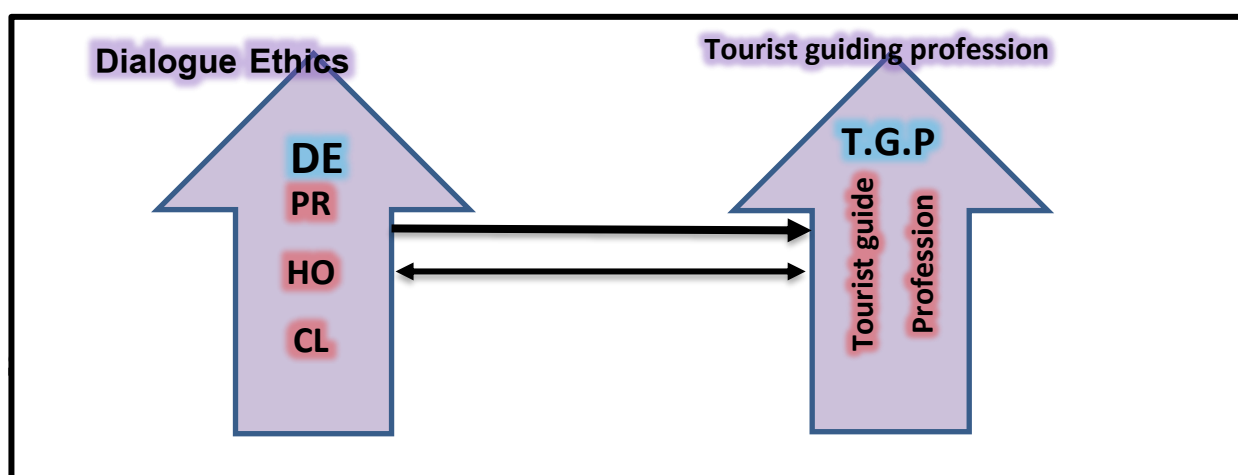 Dialogue Ethics
DE
PR
HO
CL
Tourist guiding profession
T.G.P
Tourist guide
Profession